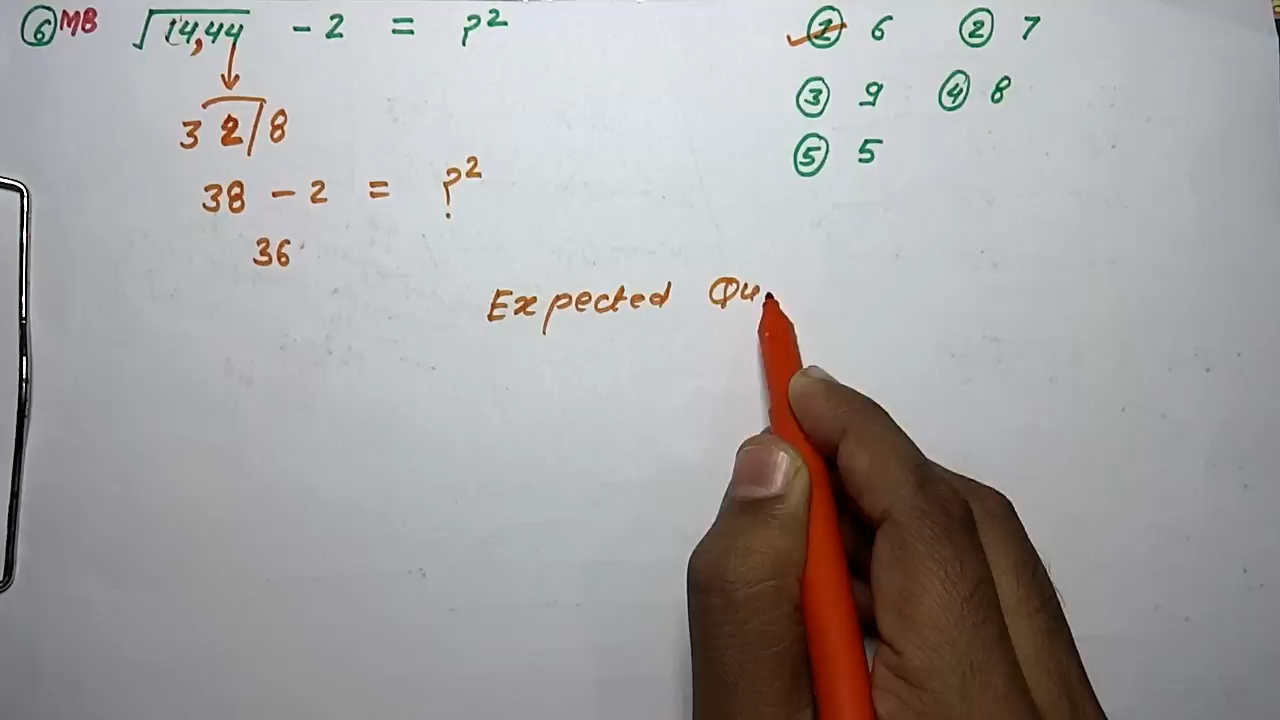 ⑥ MB √14,44 - 2 = ?² ① 6 ② 7
3 2/8 ③ 9 ④ 8
38 - 2 = ?² ⑤ 5
36
Expected Qu